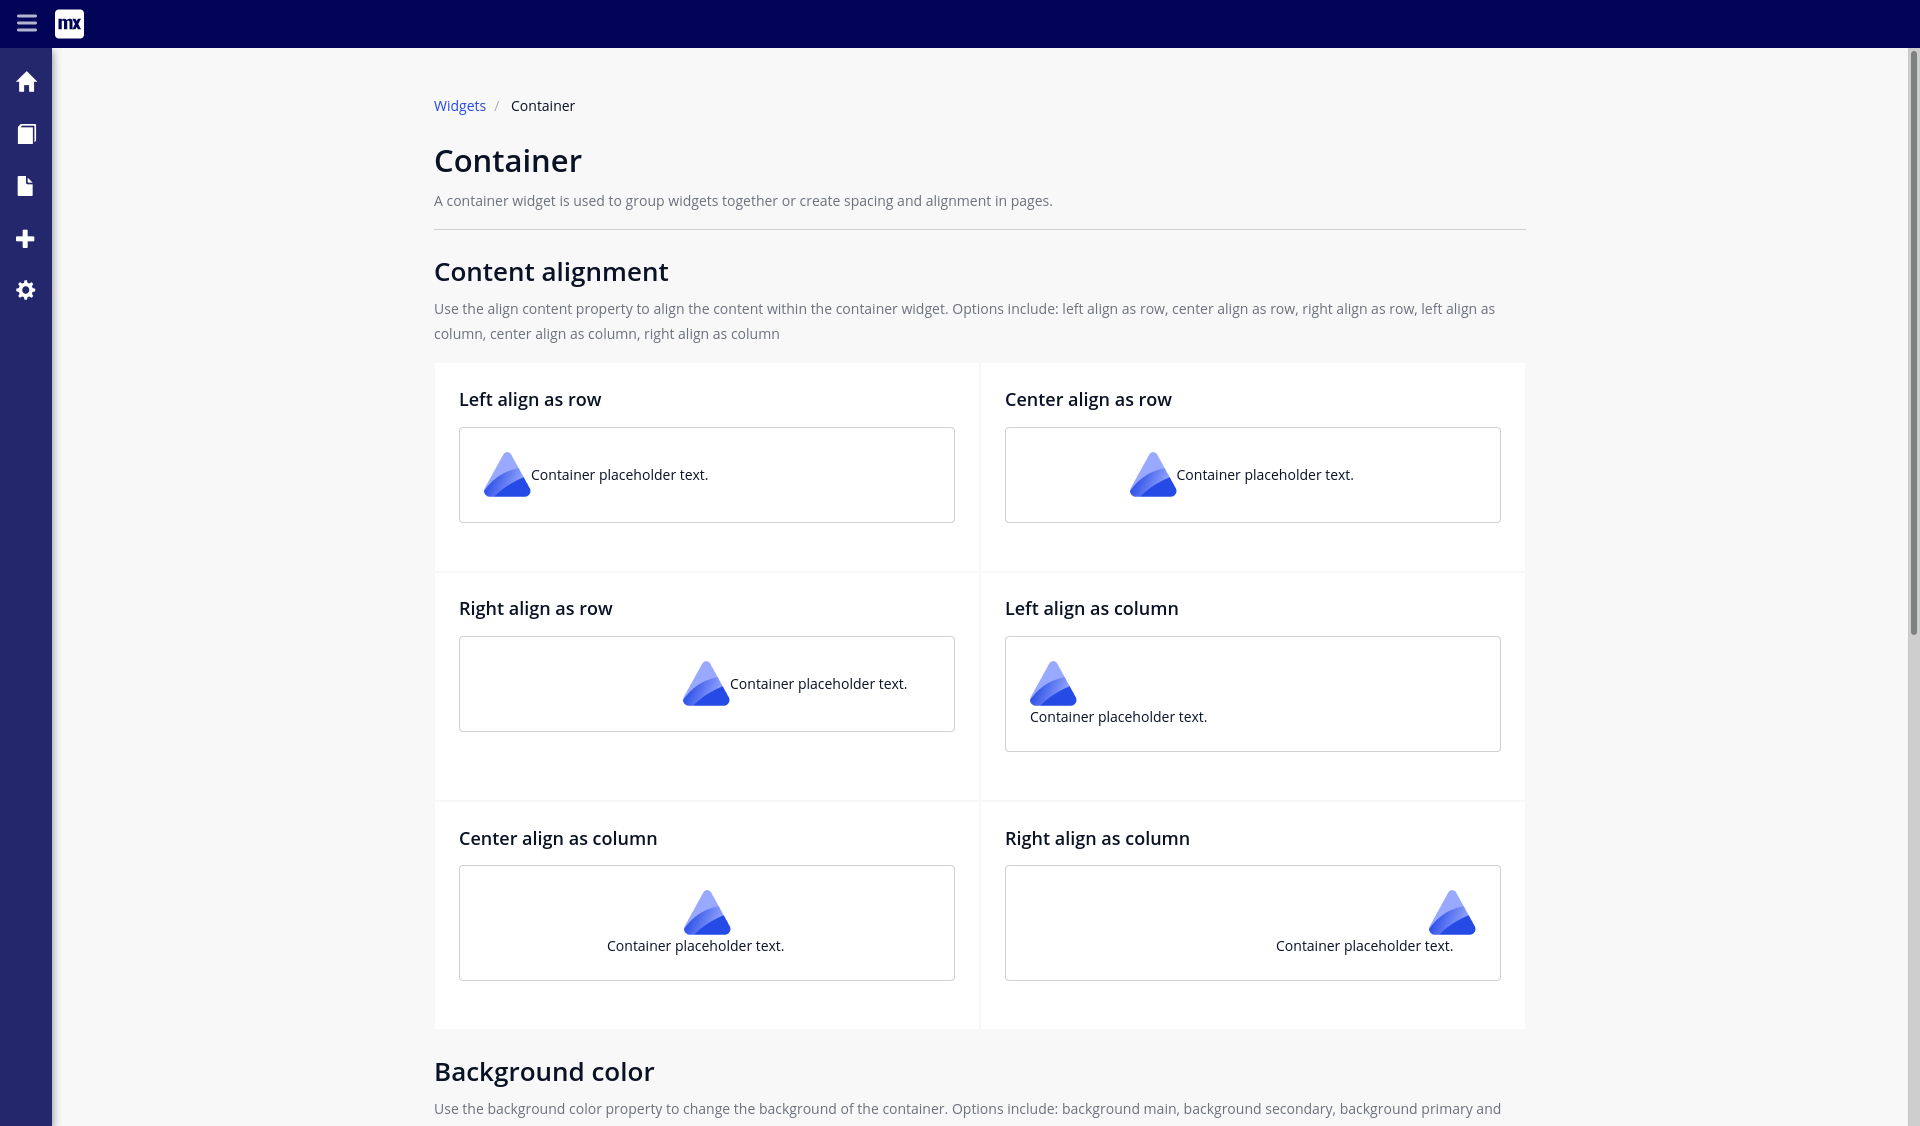 mx
Widgets / Container
Container
A container widget is used to group widgets together or create spacing and alignment in pages.
Content alignment
Use the align content property to align the content within the container widget. Options include: left align as row, center align as row, right align as row, left align as
column, center align as column, right align as column
Left align as row
Container placeholder text.
Center align as row
Container placeholder text.
Right align as row
Container placeholder text.
Left align as column
Container placeholder text.
Center align as column
Container placeholder text.
Right align as column
Container placeholder text.
Background color
Use the background color property to change the background of the container. Options include: background main, background secondary, background primary and